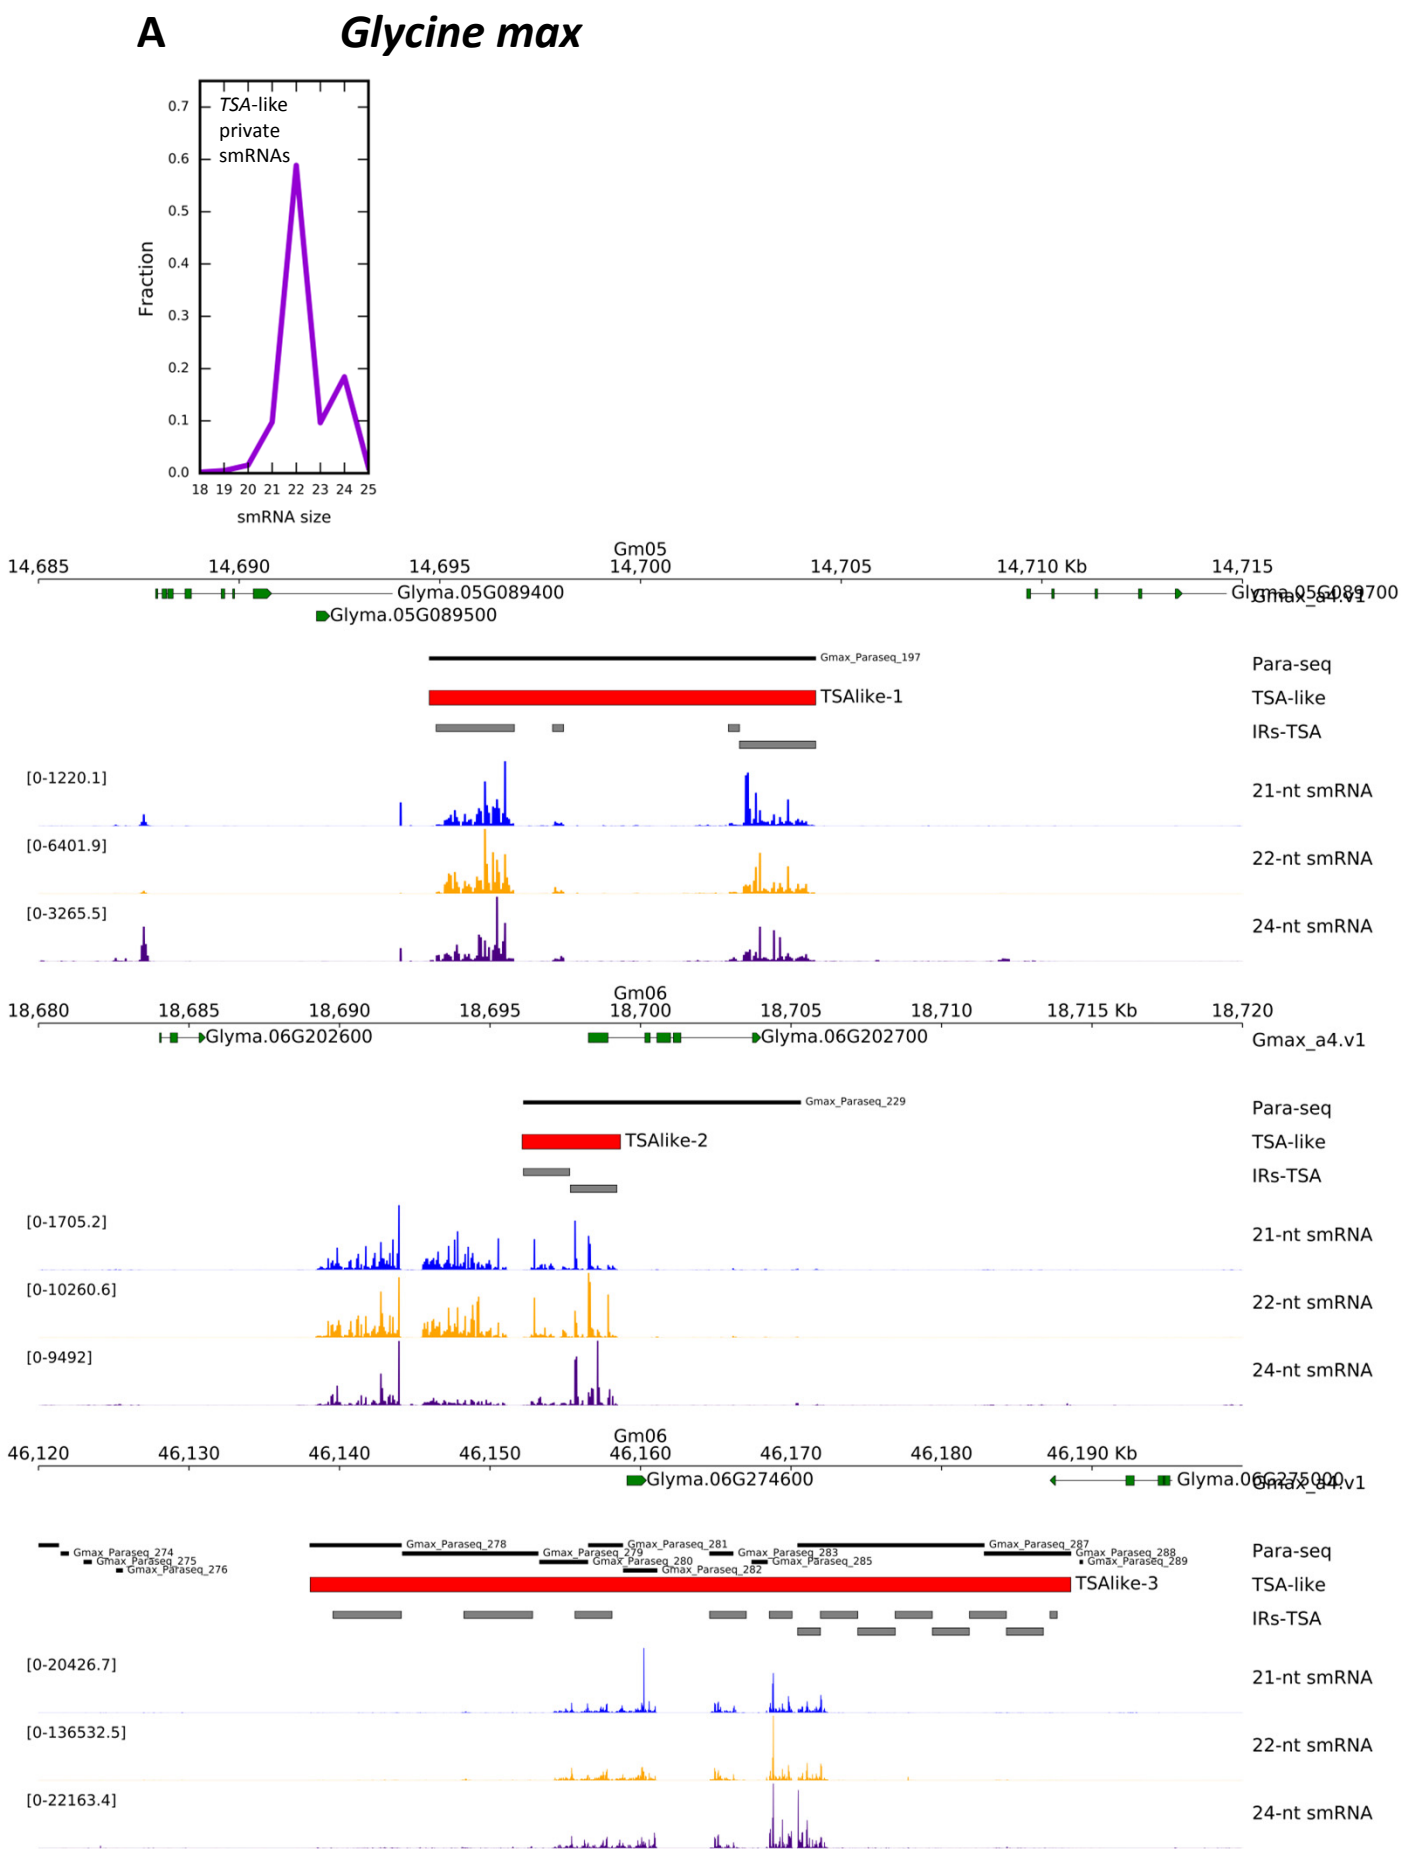 A Glycine max
TSA-like
private
smRNAs
0.7
0.6
0.5
0.4
0.3
0.2
0.1
0.0
Fraction
18 19 20 21 22 23 24 25
smRNA size
Gm05
14,685 14,690 14,695 14,700 14,705 14,710 Kb 14,715
Glyma.05G089400 Glyma.05G089700 Gmax_a4.v1
Glyma.05G089500
Gmax_Paraseq_197 Para-seq
TSAlike-1 TSA-like
IRs-TSA
[0-1220.1] 21-nt smRNA
[0-6401.9] 22-nt smRNA
[0-3265.5] 24-nt smRNA
Gm06
18,680 18,685 18,690 18,695 18,700 18,705 18,710 18,715 Kb 18,720
Glyma.06G202600 Glyma.06G202700 Gmax_a4.v1
Gmax_Paraseq_229 Para-seq
TSAlike-2 TSA-like
IRs-TSA
[0-1705.2] 21-nt smRNA
[0-10260.6] 22-nt smRNA
[0-9492] 24-nt smRNA
Gm06
46,120 46,130 46,140 46,150 46,160 46,170 46,180 46,190 Kb
Glyma.06G274600 Glyma.06G275000 Gmax_a4.v1
Gmax_Paraseq_278 Gmax_Paraseq_281 Gmax_Paraseq_287
Gmax_Paraseq_274 Gmax_Paraseq_279 Gmax_Paraseq_283 Gmax_Paraseq_288 Para-seq
Gmax_Paraseq_275 Gmax_Paraseq_280 Gmax_Paraseq_285 Gmax_Paraseq_289
Gmax_Paraseq_276 Gmax_Paraseq_282
TSAlike-3 TSA-like
IRs-TSA
[0-20426.7] 21-nt smRNA
[0-136532.5] 22-nt smRNA
[0-22163.4] 24-nt smRNA